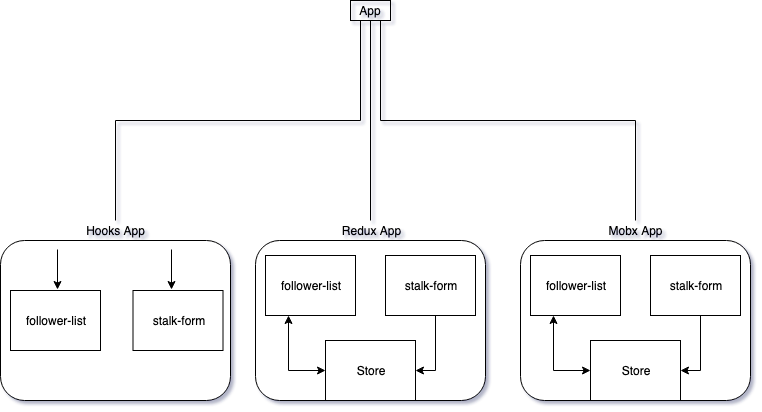 App
Hooks App
Redux App
Mobx App
follower-list
stalk-form
follower-list
stalk-form
Store
follower-list
stalk-form
Store